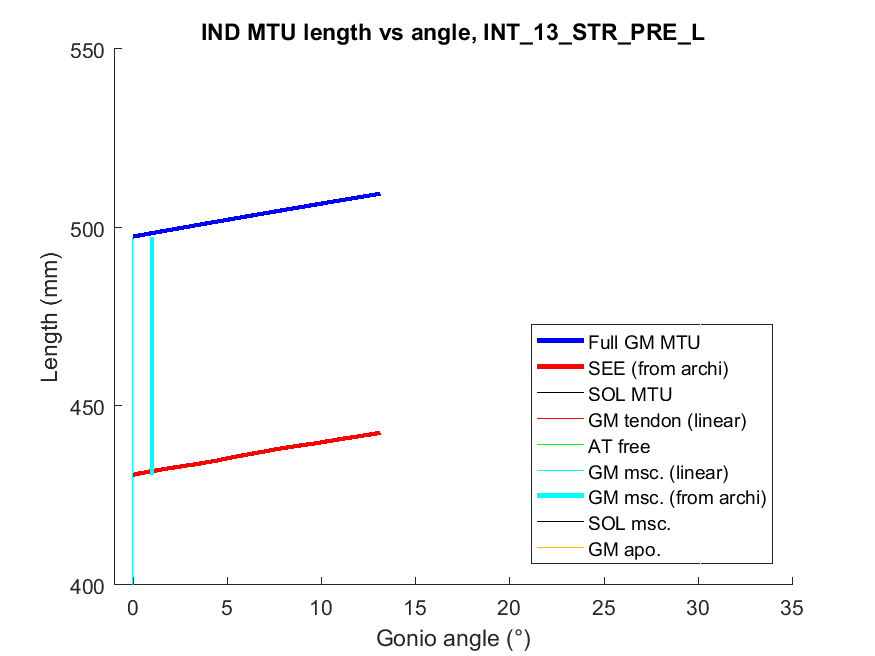 IND MTU length vs angle, INT_13_STR_PRE_L
550
500
450
400
Length (mm)
Full GM MTU
SEE (from archi)
SOL MTU
GM tendon (linear)
AT free
GM msc. (linear)
GM msc. (from archi)
SOL msc.
GM apo.
0 5 10 15 20 25 30 35
Gonio angle (°)